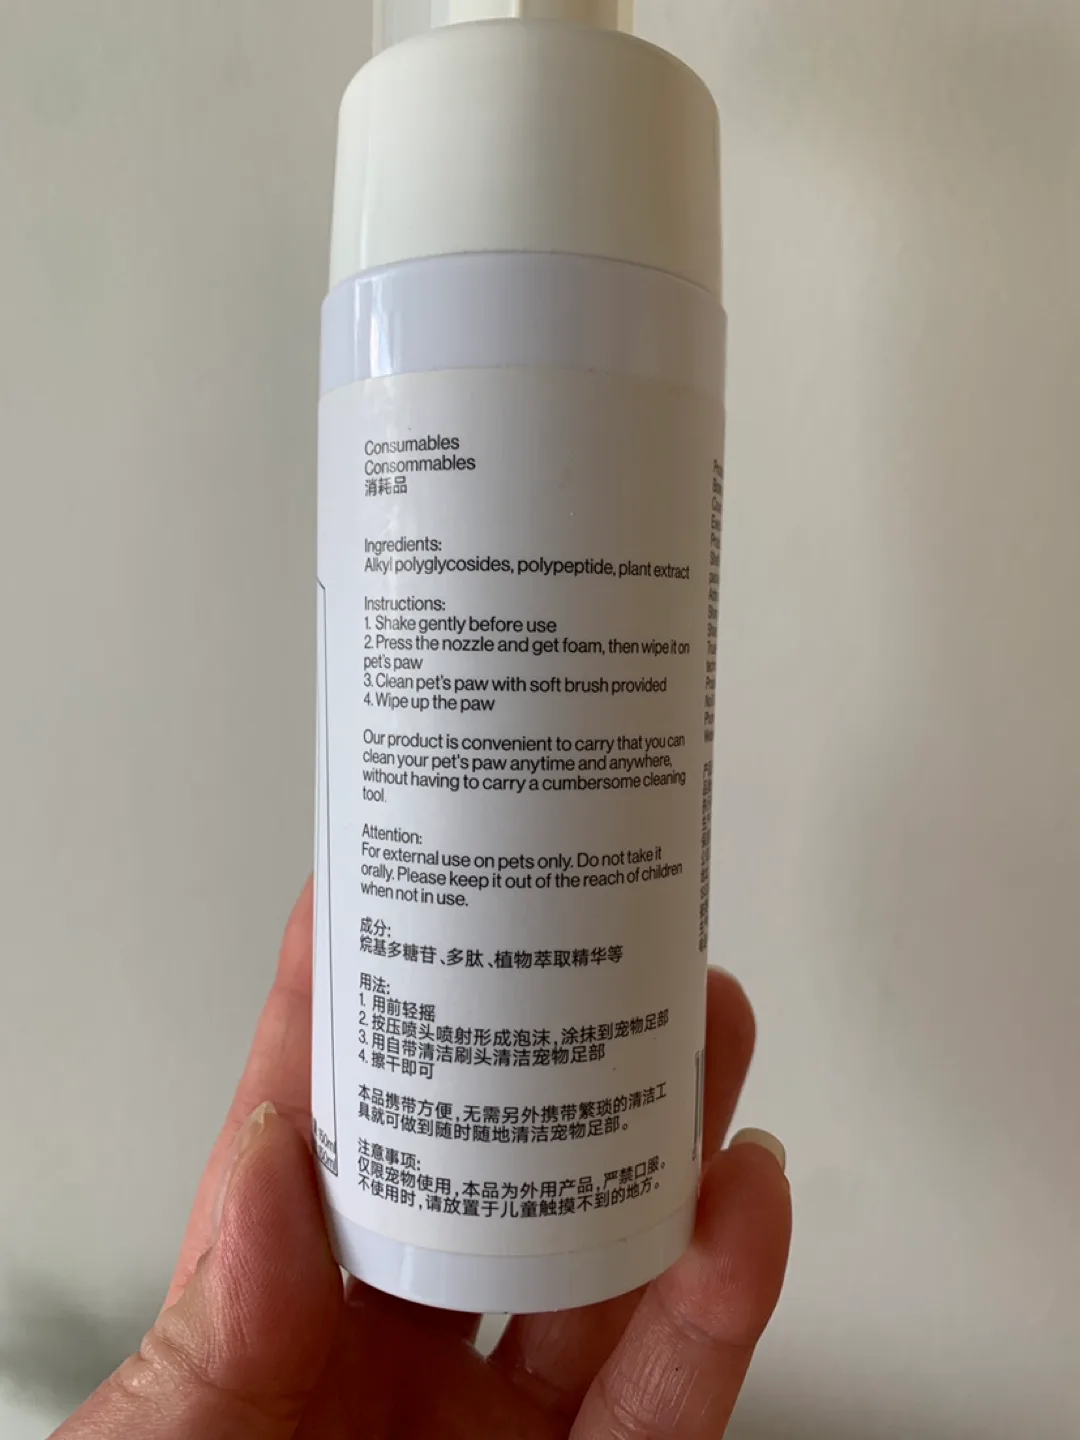 Consumables
Consommables
消耗品
Ingredients:
Alkyl polyglycosides, polypeptide, plant extract
Instructions:
1. Shake gently before use
2. Press the nozzle and get foam, then wipe it on
pet's paw
3. Clean pet's paw with soft brush provided
4. Wipe up the paw
Our product is convenient to carry that you can
clean your pet's paw anytime and anywhere,
without having to carry a cumbersome cleaning
tool.
Attention:
For external use on pets only. Do not take it
orally. Please keep it out of the reach of children
when not in use.
成分:
烷基多糖苷、多肽、植物萃取精华等
用法:
1. 用前轻摇
2. 按压喷头喷射形成泡沫,涂抹到宠物足部
3. 用自带清洁刷头清洁宠物足部
4. 擦干即可
本品携带方便,无需另外携带繁琐的清洁工
具就可做到随时随地清洁宠物足部。
注意事项:
仅限宠物使用,本品为外用产品,严禁口服。
不使用时,请放置于儿童触摸不到的地方。
150ml